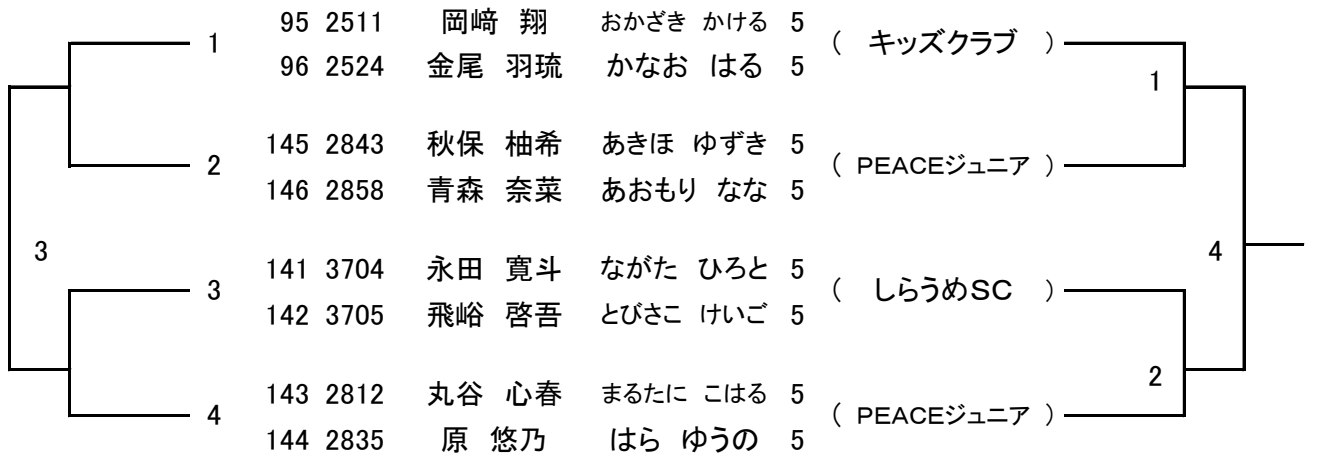 95 2511 岡﨑 翔 おかざき かける 5
1 ( キッズクラブ )
96 2524 金尾 羽琉 かなお はる 5
1
145 2843 秋保 柚希 あきほ ゆずき 5
2 ( PEACEジュニア )
146 2858 青森 奈菜 あおもり なな 5
3 4
141 3704 永田 寛斗 ながた ひろと 5
3 ( しらうめSC )
142 3705 飛峪 啓吾 とびさこ けいご 5
2
143 2812 丸谷 心春 まるたに こはる 5
4 ( PEACEジュニア )
144 2835 原 悠乃 はら ゆうの 5